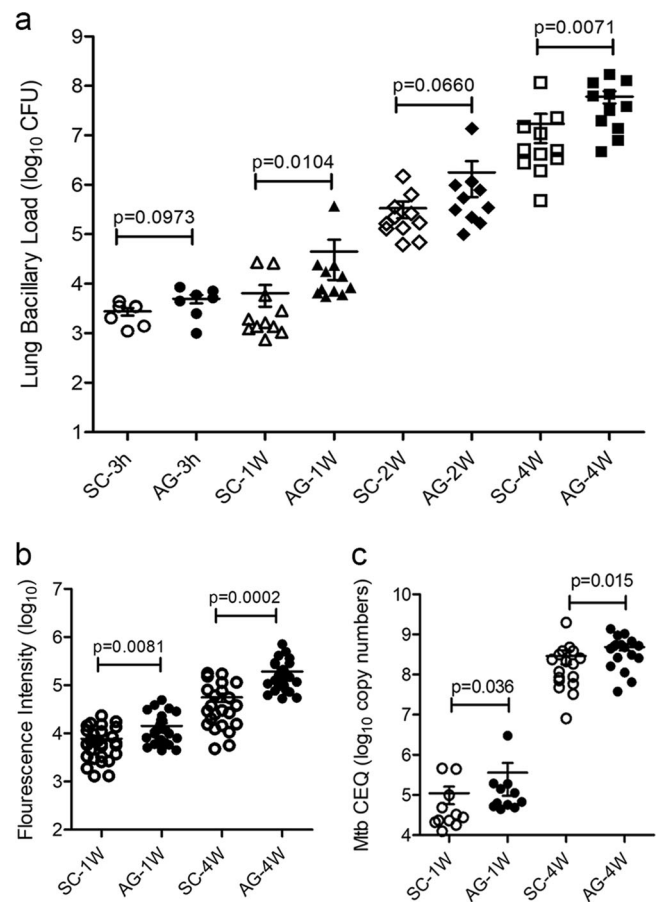 a
Lung Bacillary Load (log10 CFU)
9
8
7
6
5
4
3
2
1
p=0.0973
p=0.0104
p=0.0660
p=0.0071
SC-3h
AG-3h
SC-1W
AG-1W
SC-2W
AG-2W
SC-4W
AG-4W
b
Flourescence Intensity (log10)
7
6
5
4
3
2
p=0.0081
p=0.0002
SC-1W
AG-1W
SC-4W
AG-4W
c
Mtb CEQ (log10 copy numbers)
10
9
8
7
6
5
4
p=0.036
p=0.015
SC-1W
AG-1W
SC-4W
AG-4W